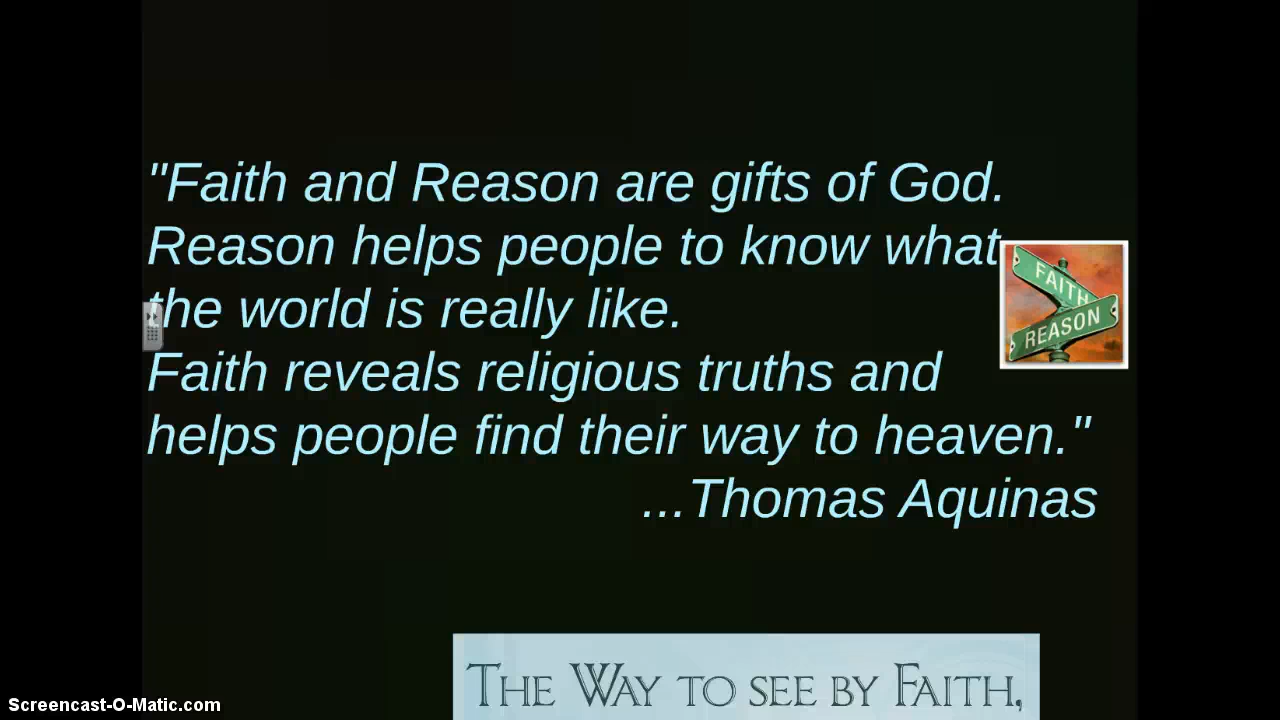 "Faith and Reason are gifts of God.
Reason helps people to know what
the world is really like.
Faith reveals religious truths and
helps people find their way to heaven."
...Thomas Aquinas
FAITH
REASON
THE WAY TO SEE BY FAITH,
Screencast-O-Matic.com